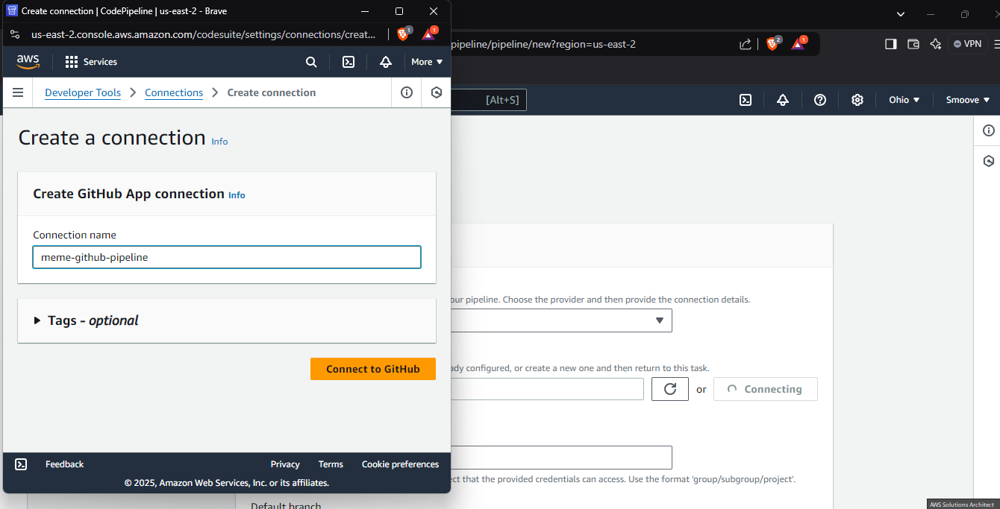 Create connection | CodePipeline | us-east-2 - Brave
us-east-2.console.aws.amazon.com/codesuite/settings/connections/creat...
1
1
pipeline/pipeline/new?region=us-east-2
2
1
VPN
aws
Services
More
Developer Tools
Connections
Create connection
[Alt+S]
Ohio
Smoove
Create a connection
Info
Create GitHub App connection Info
Connection name
meme-github-pipeline
Tags - optional
Connect to GitHub
our pipeline. Choose the provider and then provide the connection details.
ady configured, or create a new one and then return to this task.
or
Connecting
ect that the provided credentials can access. Use the format 'group/subgroup/project'.
Default branch
Feedback
Privacy
Terms
Cookie preferences
© 2025, Amazon Web Services, Inc. or its affiliates.
AWS Solutions Architect